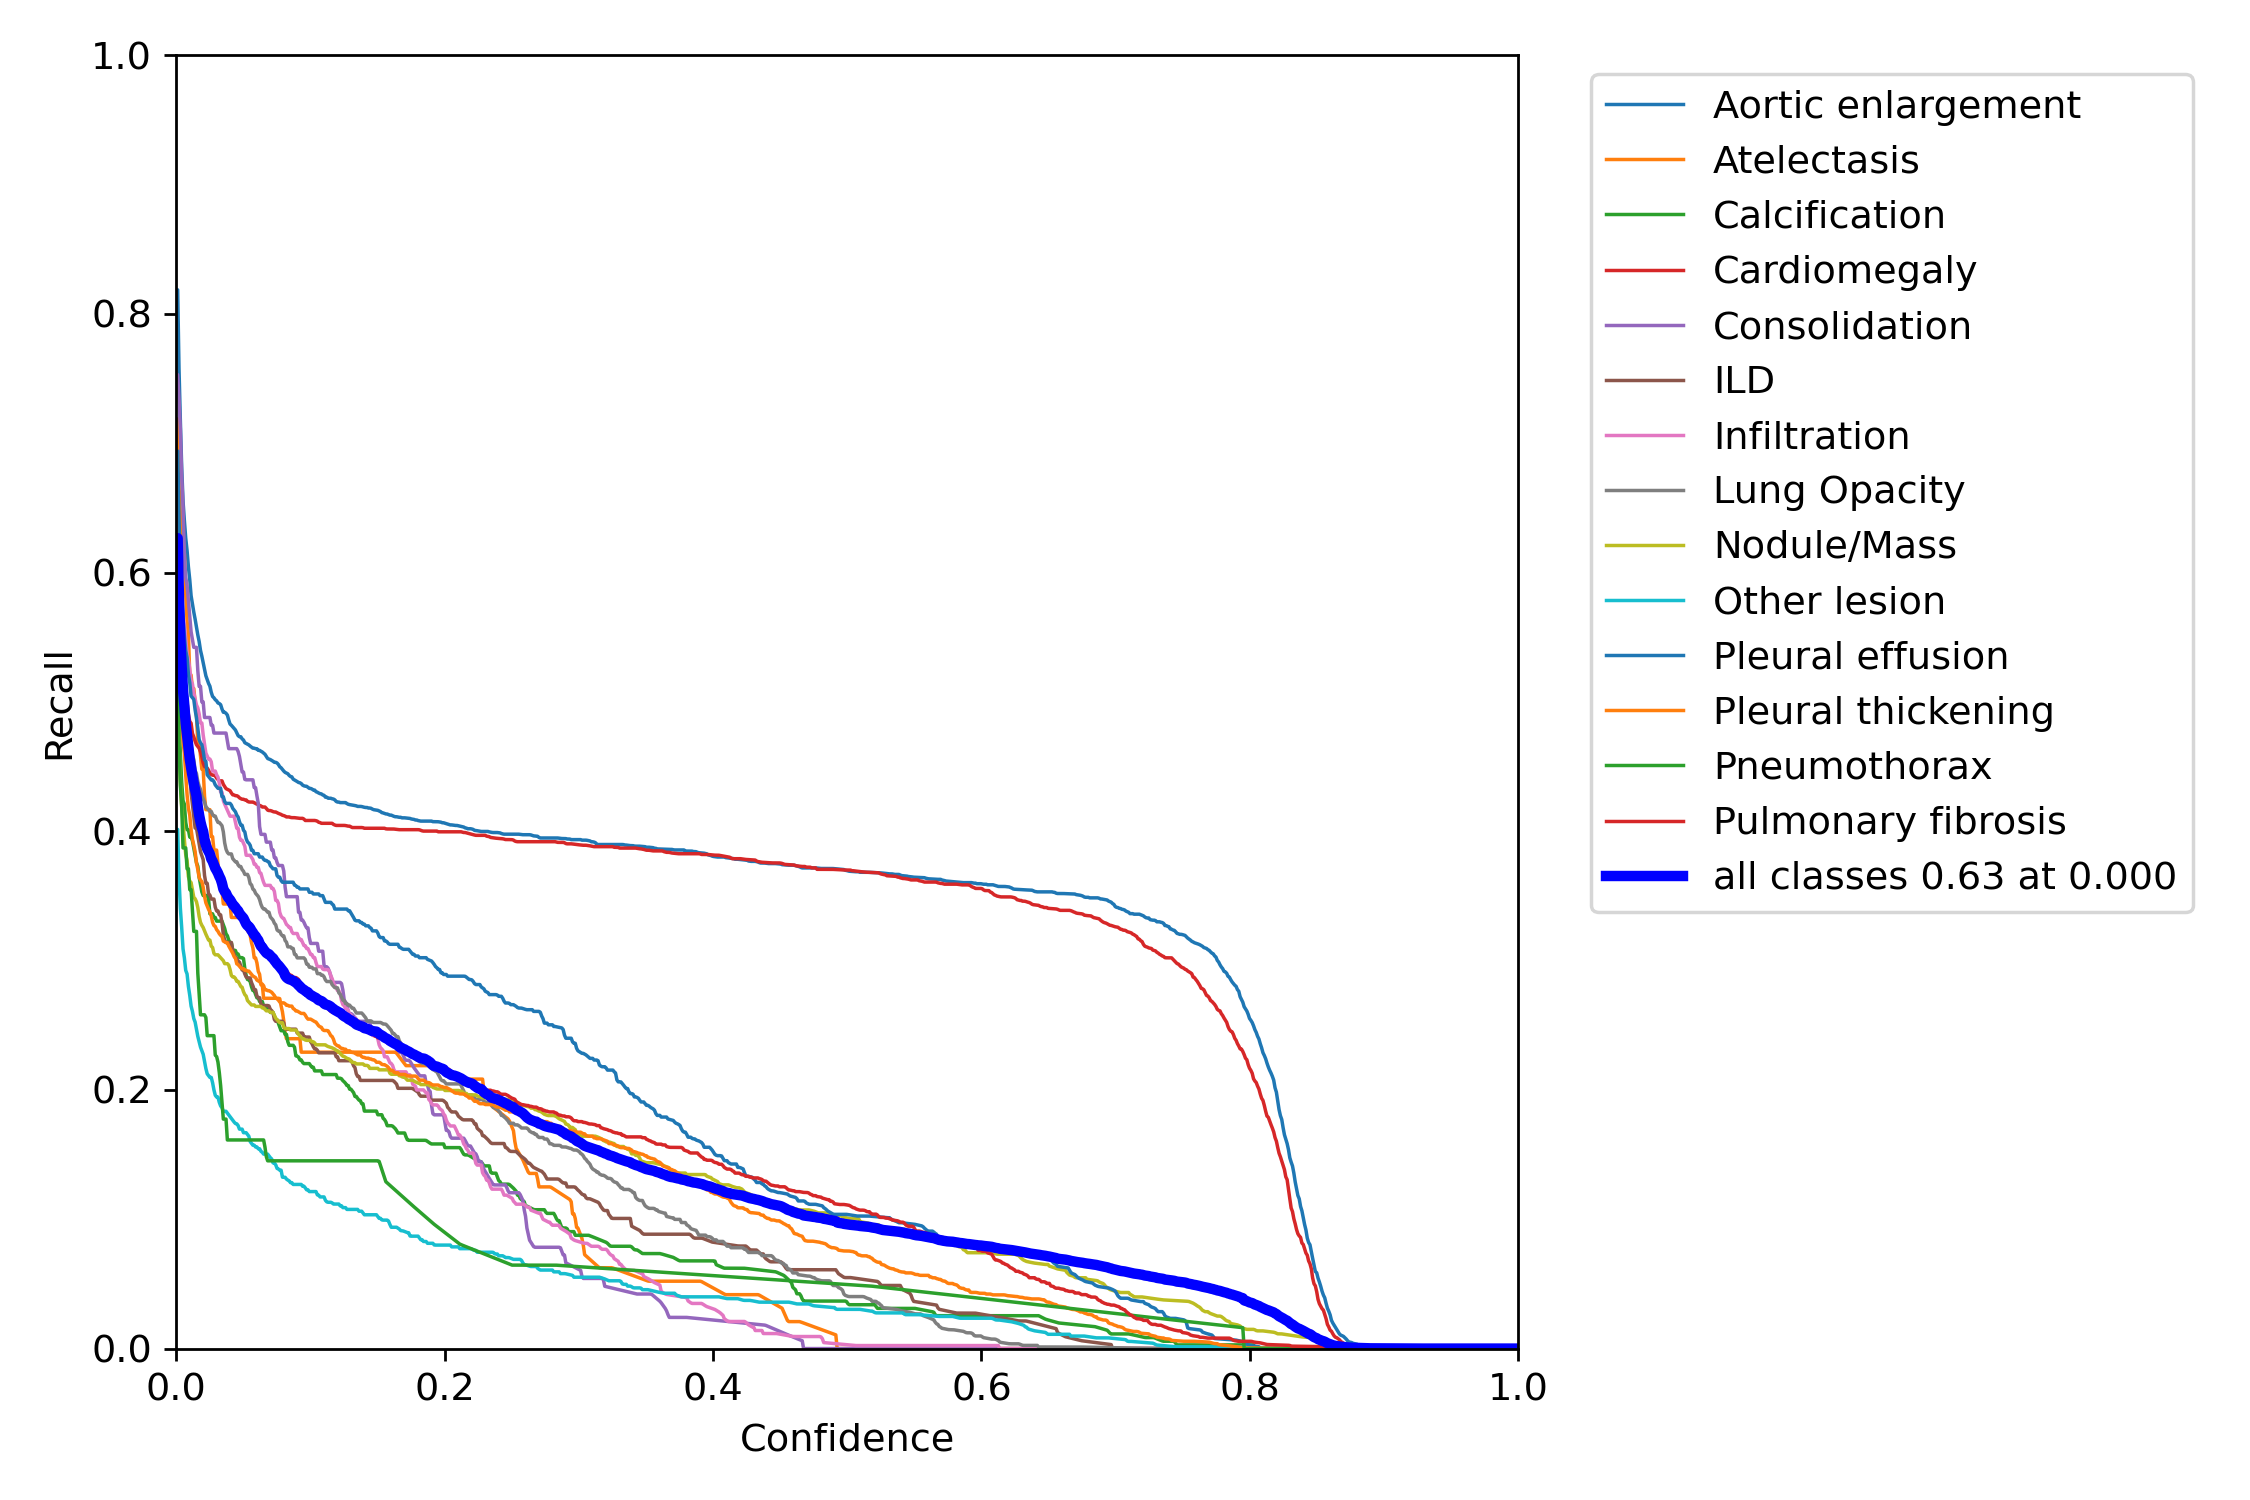 1.0
0.8
0.6
0.4
0.2
0.0
Recall
0.0 0.2 0.4 0.6 0.8 1.0
Confidence
Aortic enlargement
Atelectasis
Calcification
Cardiomegaly
Consolidation
ILD
Infiltration
Lung Opacity
Nodule/Mass
Other lesion
Pleural effusion
Pleural thickening
Pneumothorax
Pulmonary fibrosis
all classes 0.63 at 0.000